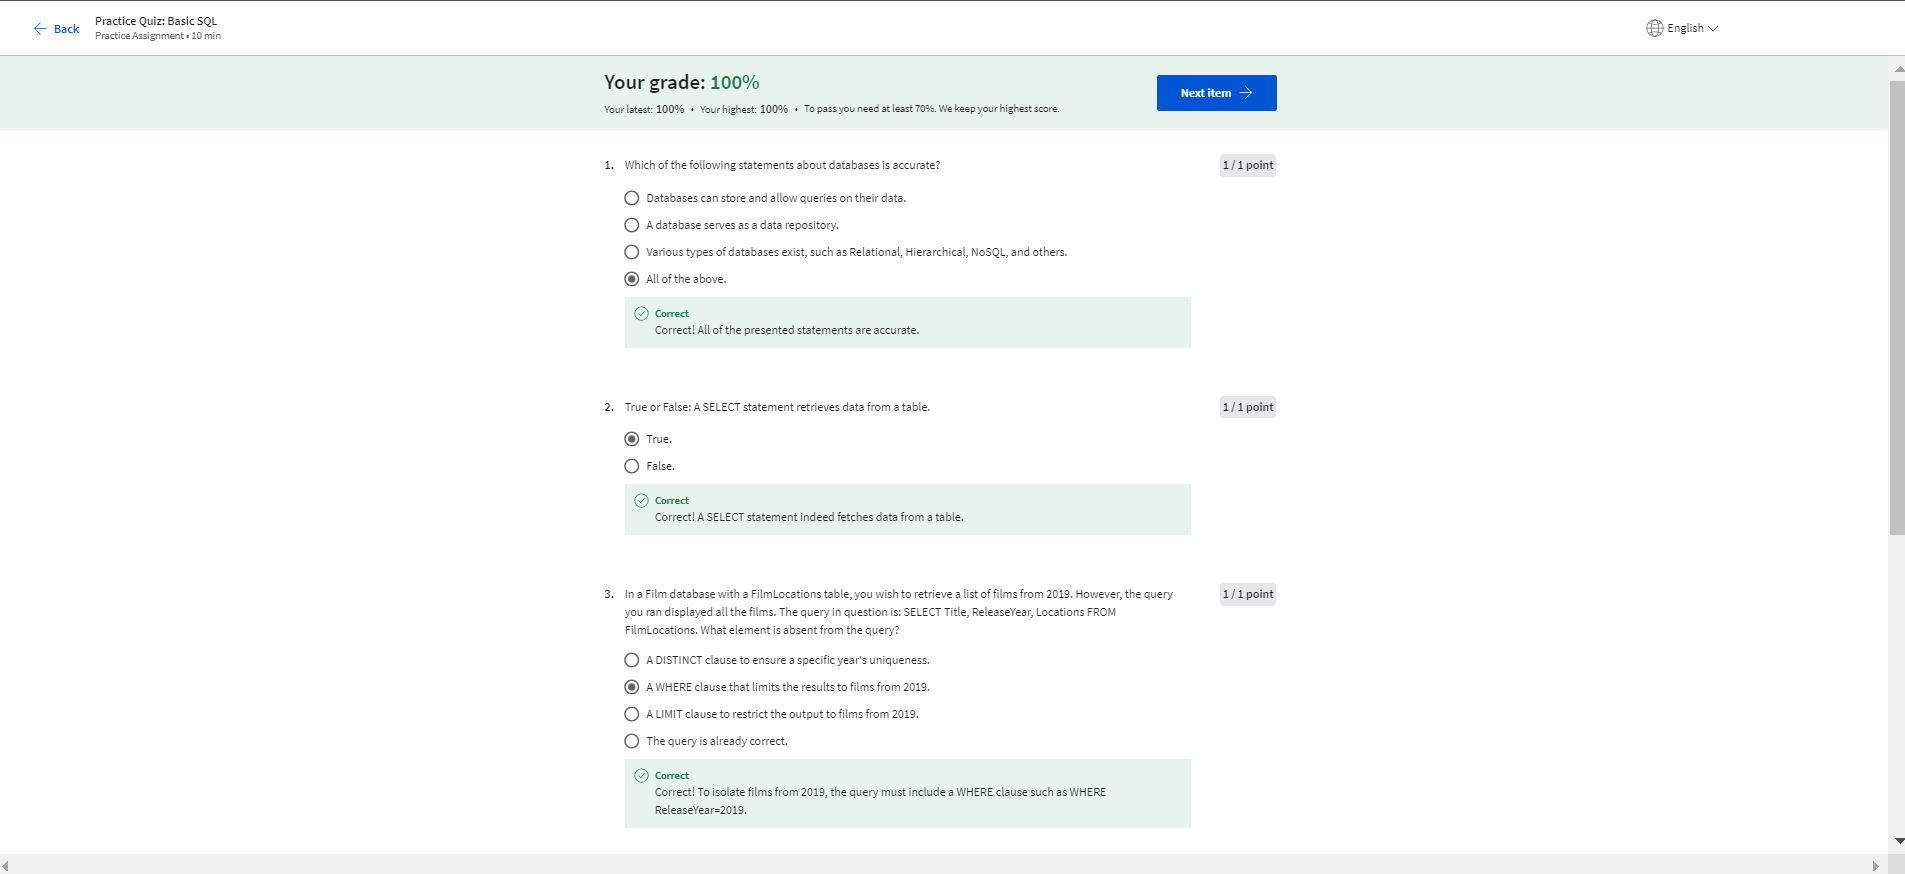 Back
Practice Quiz: Basic SQL
Practice Assignment • 10 min
English
Your grade: 100%
Your latest: 100% • Your highest: 100% • To pass you need at least 70%. We keep your highest score.
Next item
1. Which of the following statements about databases is accurate?
1 / 1 point
Databases can store and allow queries on their data.
A database serves as a data repository.
Various types of databases exist, such as Relational, Hierarchical, NoSQL, and others.
All of the above.
Correct
Correct! All of the presented statements are accurate.
2. True or False: A SELECT statement retrieves data from a table.
1 / 1 point
True.
False.
Correct
Correct! A SELECT statement indeed fetches data from a table.
3. In a Film database with a FilmLocations table, you wish to retrieve a list of films from 2019. However, the query
you ran displayed all the films. The query in question is: SELECT Title, ReleaseYear, Locations FROM
FilmLocations. What element is absent from the query?
1 / 1 point
A DISTINCT clause to ensure a specific year's uniqueness.
A WHERE clause that limits the results to films from 2019.
A LIMIT clause to restrict the output to films from 2019.
The query is already correct.
Correct
Correct! To isolate films from 2019, the query must include a WHERE clause such as WHERE
ReleaseYear=2019.